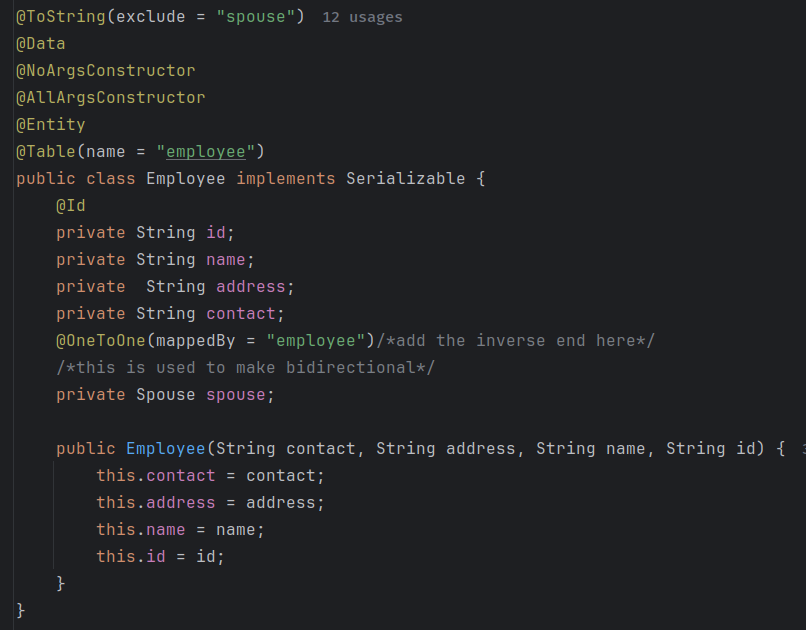 @ToString(exclude = "spouse") 12 usages
@Data
@NoArgsConstructor
@AllArgsConstructor
@Entity
@Table(name = "employee")
public class Employee implements Serializable {
    @Id
    private String id;
    private String name;
    private  String address;
    private String contact;
    @OneToOne(mappedBy = "employee")/*add the inverse end here*/
    /*this is used to make bidirectional*/
    private Spouse spouse;

    public Employee(String contact, String address, String name, String id) {
        this.contact = contact;
        this.address = address;
        this.name = name;
        this.id = id;
    }
}